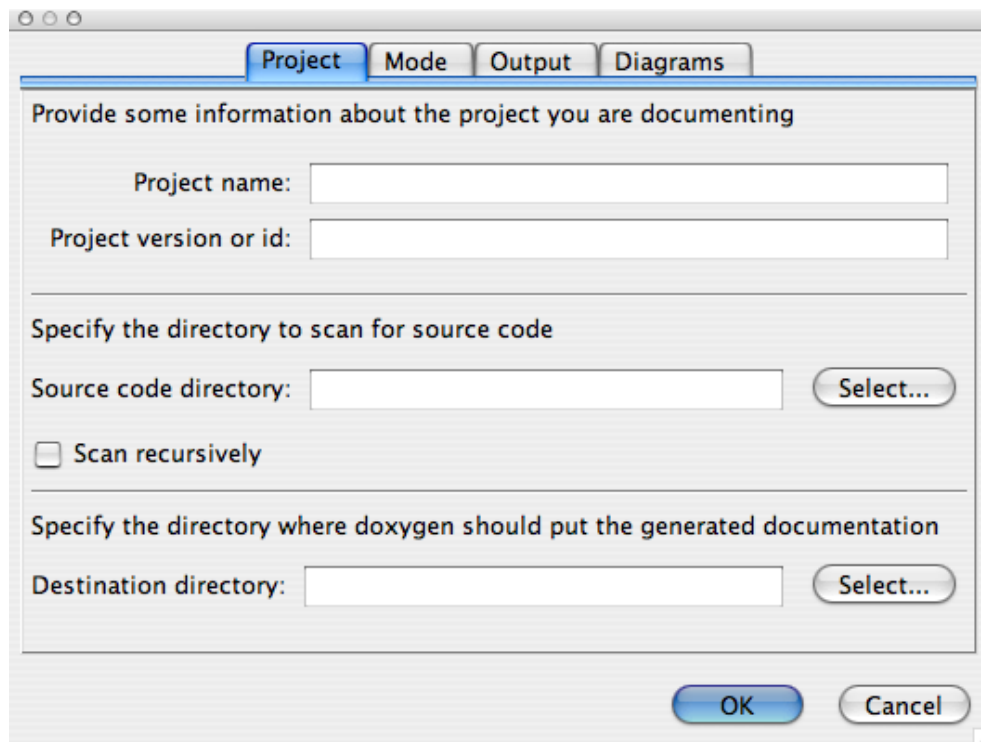 Project Mode Output Diagrams
Provide some information about the project you are documenting
Project name:
Project version or id:
Specify the directory to scan for source code
Source code directory: Select...
Scan recursively
Specify the directory where doxygen should put the generated documentation
Destination directory: Select...
OK Cancel